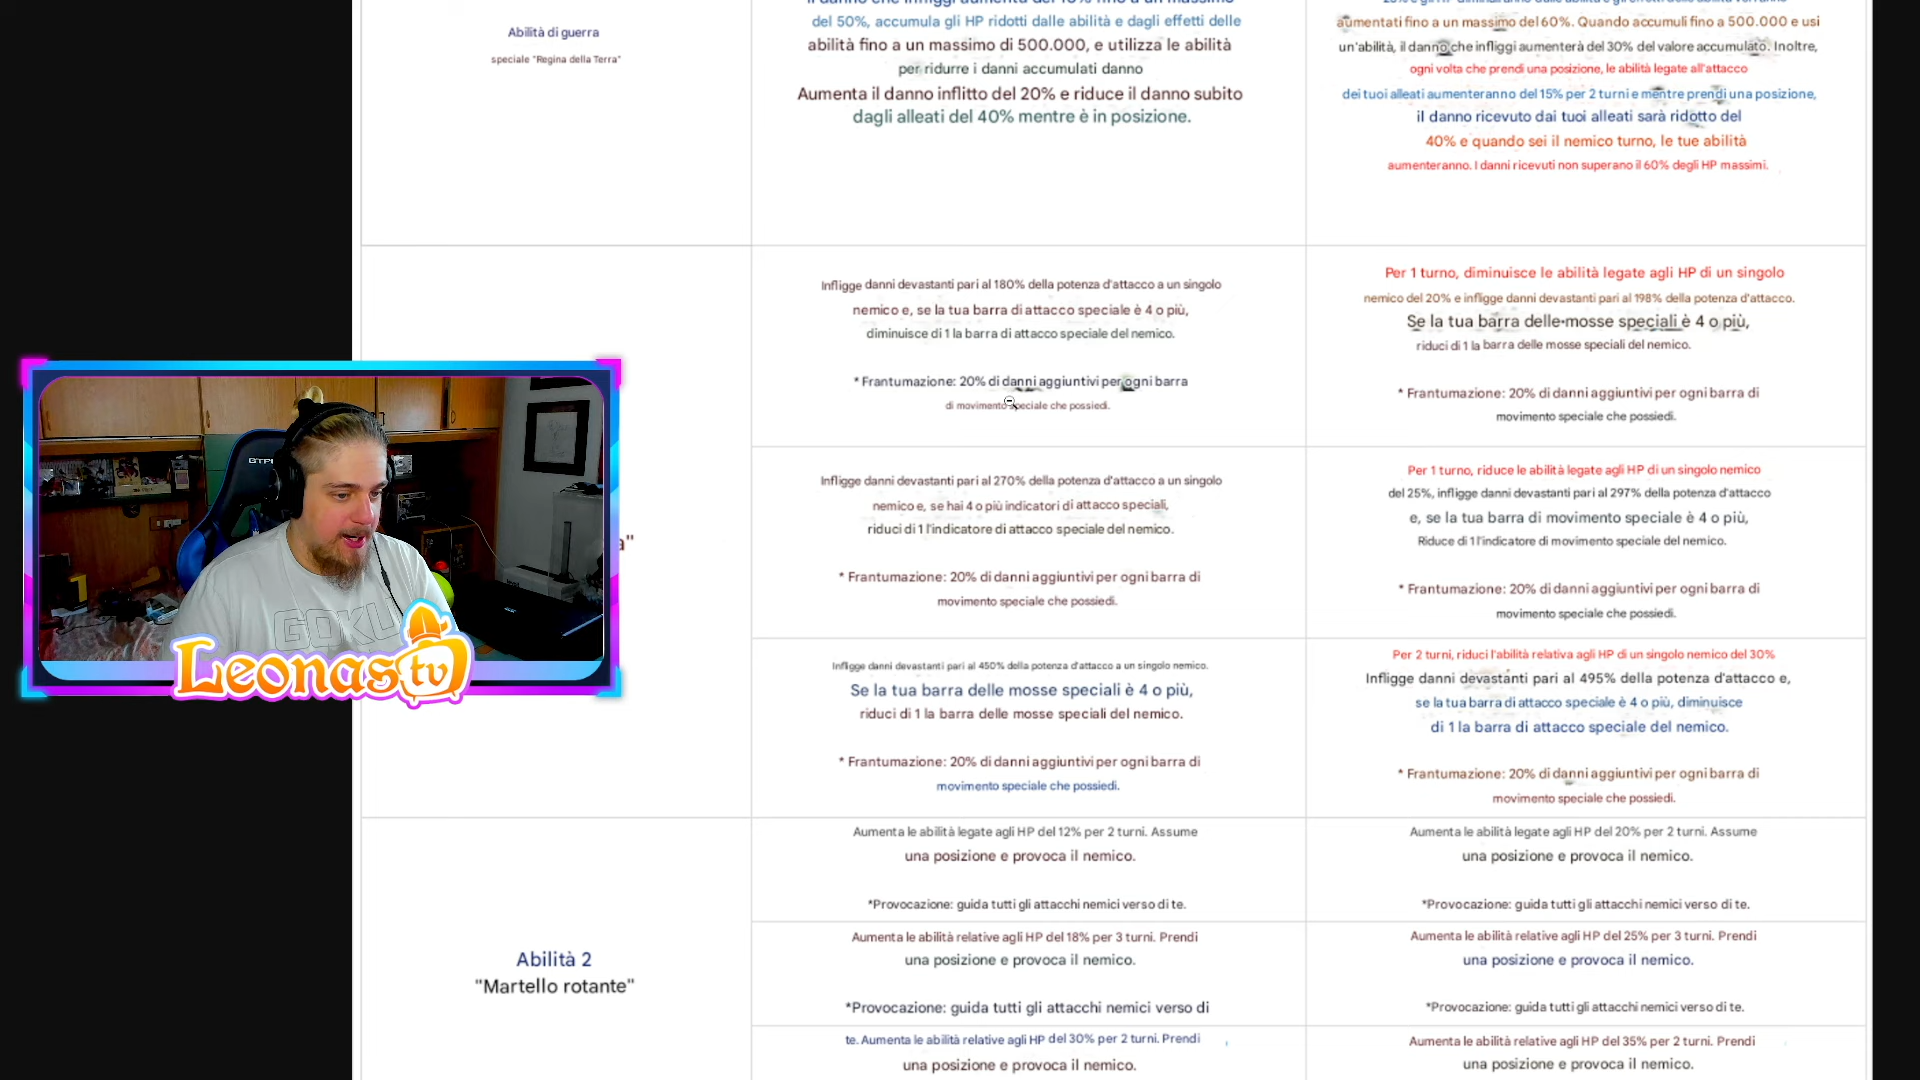 Abilità di guerra
speciale "Regina della Terra"
del 50%, accumula gli HP ridotti dalle abilità e dagli effetti delle
abilità fino a un massimo di 500.000, e utilizza le abilità
per ridurre i danni accumulati danno
Aumenta il danno inflitto del 20% e riduce il danno subito
dagli alleati del 40% mentre è in posizione.
aumentati fino a un massimo del 60%. Quando accumuli fino a 500.000 e usi
un'abilità, il danno che infliggi aumenterà del 30% del valore accumulato. Inoltre,
ogni volta che prendi una posizione, le abilità legate all'attacco
dei tuoi alleati aumenteranno del 15% per 2 turni e mentre prendi una posizione,
il danno ricevuto dai tuoi alleati sarà ridotto del
40% e quando sei il nemico turno, le tue abilità
aumenteranno. I danni ricevuti non superano il 60% degli HP massimi.
Infligge danni devastanti pari al 180% della potenza d'attacco a un singolo
nemico e, se la tua barra di attacco speciale è 4 o più,
diminuisce di 1 la barra di attacco speciale del nemico.
* Frantumazione: 20% di danni aggiuntivi per ogni barra
di movimento speciale che possiedi.
Per 1 turno, diminuisce le abilità legate agli HP di un singolo
nemico del 20% e infligge danni devastanti pari al 198% della potenza d'attacco.
Se la tua barra delle mosse speciali è 4 o più,
riduci di 1 la barra delle mosse speciali del nemico.
* Frantumazione: 20% di danni aggiuntivi per ogni barra di
movimento speciale che possiedi.
a"
Infligge danni devastanti pari al 270% della potenza d'attacco a un singolo
nemico e, se hai 4 o più indicatori di attacco speciali,
riduci di 1 l'indicatore di attacco speciale del nemico.
* Frantumazione: 20% di danni aggiuntivi per ogni barra di
movimento speciale che possiedi.
Per 1 turno, riduce le abilità legate agli HP di un singolo nemico
del 25%, infligge danni devastanti pari al 297% della potenza d'attacco
e, se la tua barra di movimento speciale è 4 o più,
Riduce di 1 l'indicatore di movimento speciale del nemico.
* Frantumazione: 20% di danni aggiuntivi per ogni barra di
movimento speciale che possiedi.
Infligge danni devastanti pari al 450% della potenza d'attacco a un singolo nemico.
Se la tua barra delle mosse speciali è 4 o più,
riduci di 1 la barra delle mosse speciali del nemico.
* Frantumazione: 20% di danni aggiuntivi per ogni barra di
movimento speciale che possiedi.
Per 2 turni, riduci l'abilità relativa agli HP di un singolo nemico del 30%
Infligge danni devastanti pari al 495% della potenza d'attacco e,
se la tua barra di attacco speciale è 4 o più, diminuisce
di 1 la barra di attacco speciale del nemico.
* Frantumazione: 20% di danni aggiuntivi per ogni barra di
movimento speciale che possiedi.
Abilità 2
"Martello rotante"
Aumenta le abilità legate agli HP del 12% per 2 turni. Assume
una posizione e provoca il nemico.
*Provocazione: guida tutti gli attacchi nemici verso di te.
Aumenta le abilità legate agli HP del 20% per 2 turni. Assume
una posizione e provoca il nemico.
*Provocazione: guida tutti gli attacchi nemici verso di te.
Aumenta le abilità relative agli HP del 18% per 3 turni. Prendi
una posizione e provoca il nemico.
*Provocazione: guida tutti gli attacchi nemici verso di
Aumenta le abilità relative agli HP del 25% per 3 turni. Prendi
una posizione e provoca il nemico.
*Provocazione: guida tutti gli attacchi nemici verso di te.
te. Aumenta le abilità relative agli HP del 30% per 2 turni. Prendi
una posizione e provoca il nemico.
Aumenta le abilità relative agli HP del 35% per 2 turni. Prendi
una posizione e provoca il nemico.
GOKU
Leonas tv